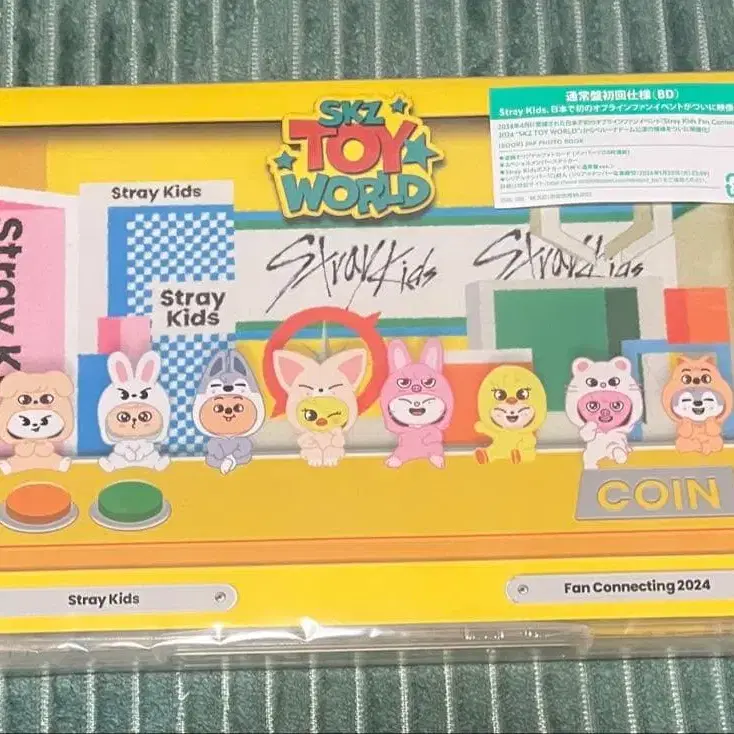 SKZ
TOY
WORLD
通常盤初回仕様(BD)
Stray Kids、日本で初のオフラインファンイベントがついに映像
Stray Kids
Stray Kids
Stray Kids
Stray
Kids
Stray K
COIN
Stray Kids
Fan Connecting 2024